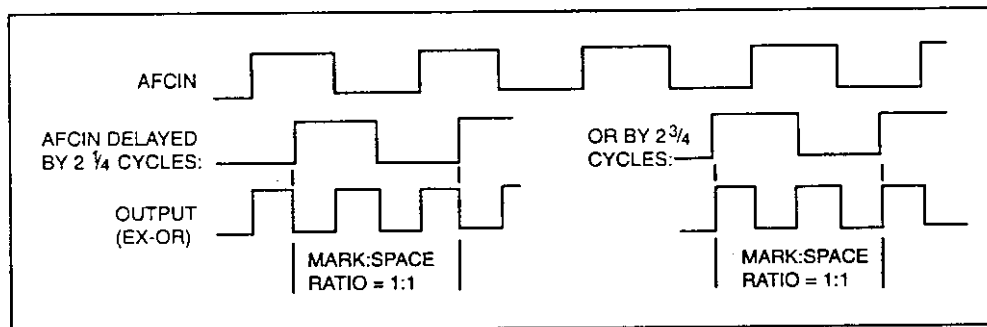 AFCIN
AFCIN DELAYED
BY 2 1/4 CYCLES:
OR BY 2 3/4
CYCLES:
OUTPUT
(EX-OR)
MARK:SPACE
RATIO = 1:1
MARK:SPACE
RATIO = 1:1